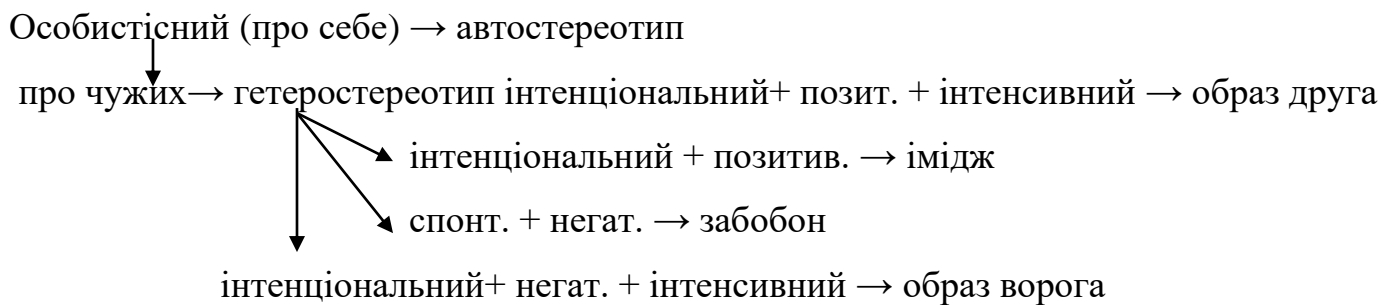 Особистісний (про себе) → автостереотип
про чужих→ гетеростереотип інтенціональний+ позит. + інтенсивний → образ друга
інтенціональний + позитив. → імідж
спонт. + негат. → забобон
інтенціональний+ негат. + інтенсивний → образ ворога